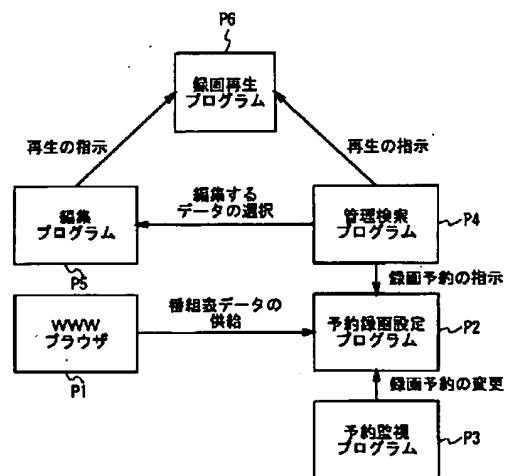 P6
録画再生
プログラム
再生の指示
再生の指示
編集する
データの選択
編集
プログラム
P5
管理検索
プログラム
P4
録画予約の指示
WWW
ブラウザ
P1
番組表データの
供給
予約録画設定
プログラム
P2
録画予約の変更
予約監視
プログラム
P3